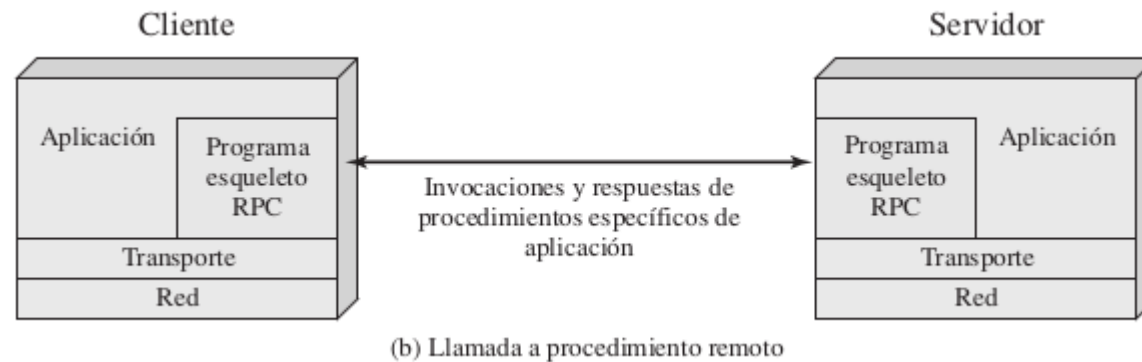 Cliente
Servidor
Aplicación
Programa
esqueleto
RPC
Transporte
Red
Invocaciones y respuestas de
procedimientos específicos de
aplicación
Programa
esqueleto
RPC
Aplicación
Transporte
Red
(b) Llamada a procedimiento remoto